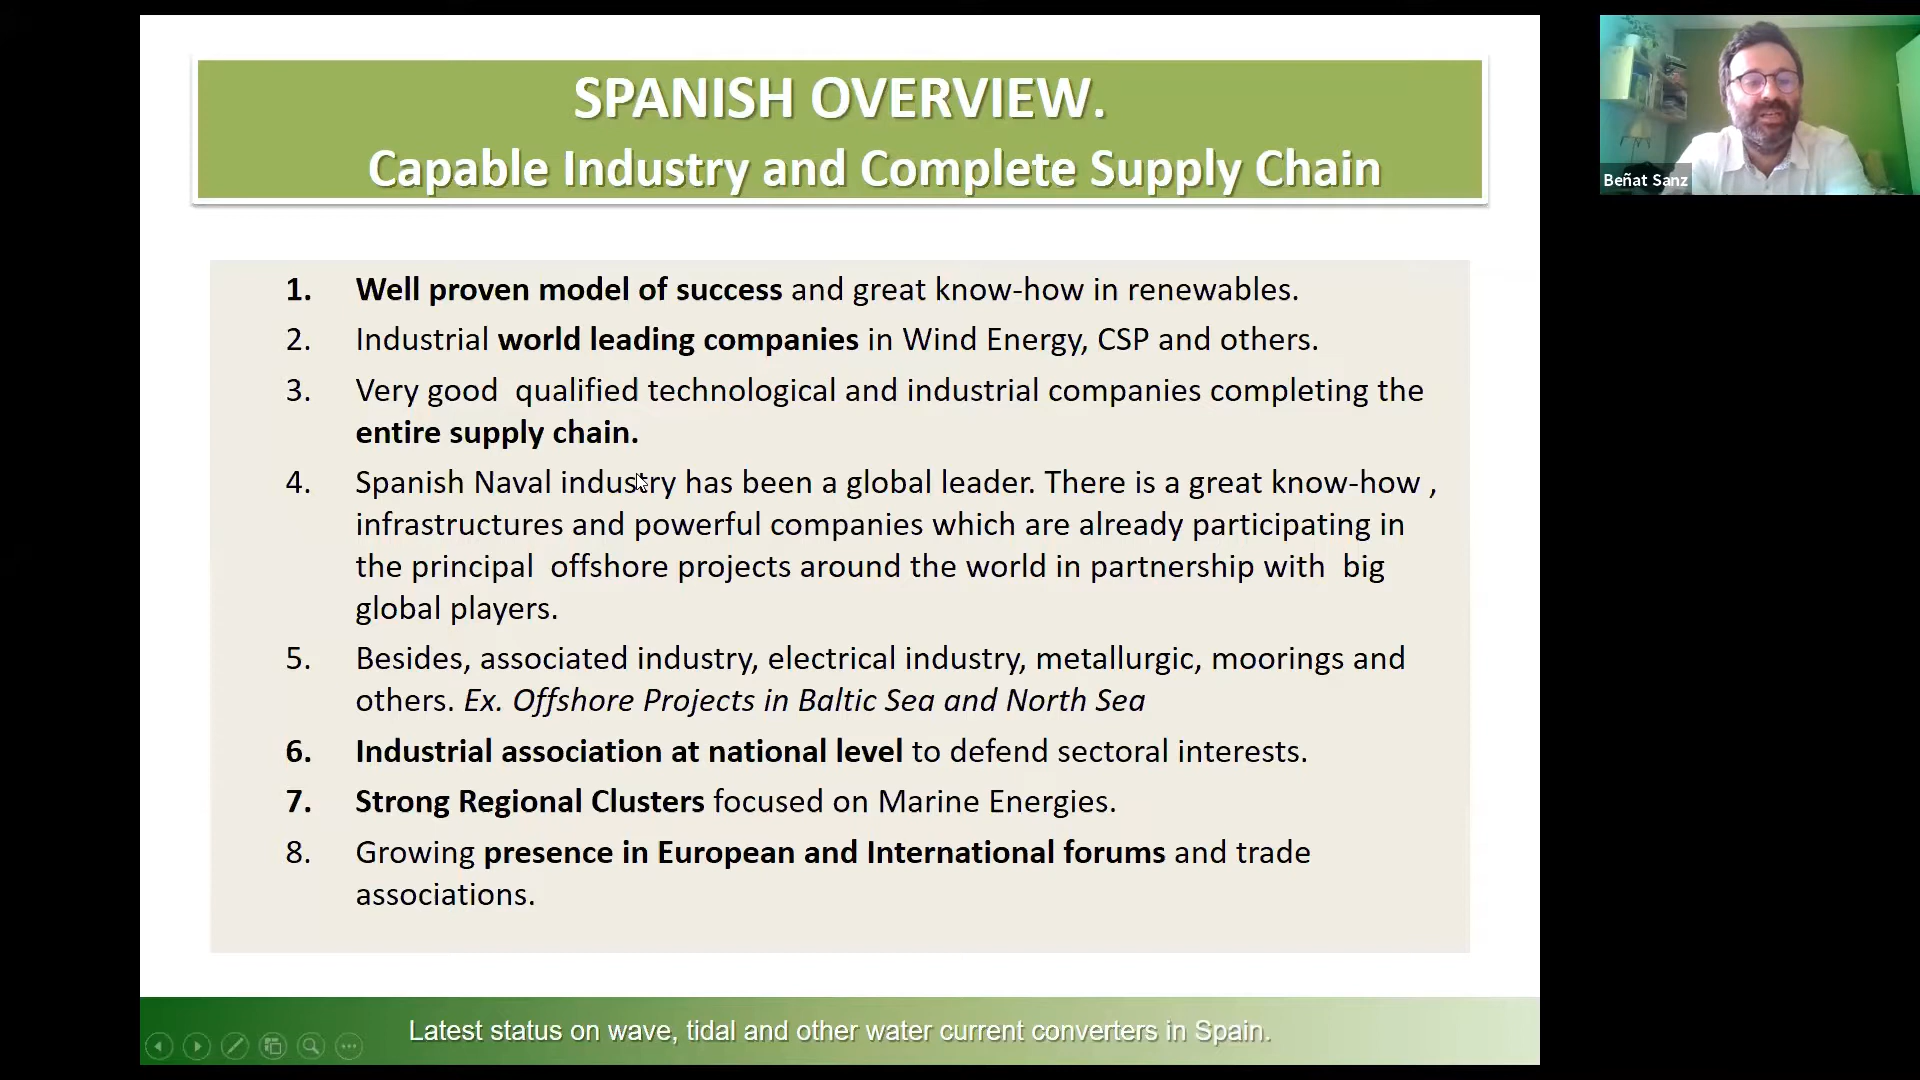 SPANISH OVERVIEW.
Capable Industry and Complete Supply Chain
Beñat Sanz
1. Well proven model of success and great know-how in renewables.
2. Industrial world leading companies in Wind Energy, CSP and others.
3. Very good qualified technological and industrial companies completing the
entire supply chain.
4. Spanish Naval industry has been a global leader. There is a great know-how ,
infrastructures and powerful companies which are already participating in
the principal offshore projects around the world in partnership with big
global players.
5. Besides, associated industry, electrical industry, metallurgic, moorings and
others. Ex. Offshore Projects in Baltic Sea and North Sea
6. Industrial association at national level to defend sectoral interests.
7. Strong Regional Clusters focused on Marine Energies.
8. Growing presence in European and International forums and trade
associations.
Latest status on wave, tidal and other water current converters in Spain.